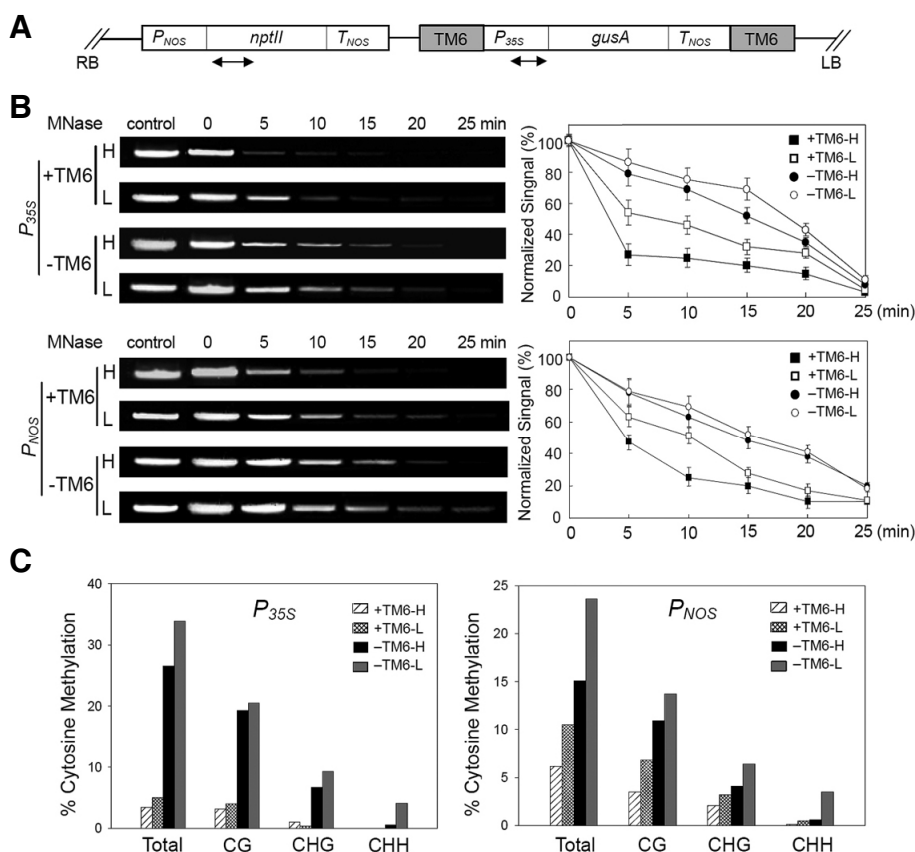 A
P_NOS nptII T_NOS TM6 P_35S gusA T_NOS TM6
RB LB
B
MNase control 0 5 10 15 20 25 min
P_35S
+TM6
H
L
-TM6
H
L
Normalized Singnal (%)
100
80
60
40
20
0
0 5 10 15 20 25 (min)
+TM6-H
+TM6-L
–TM6-H
–TM6-L
MNase control 0 5 10 15 20 25 min
P_NOS
+TM6
H
L
-TM6
H
L
Normalized Singnal (%)
100
80
60
40
20
0
0 5 10 15 20 25 (min)
+TM6-H
+TM6-L
–TM6-H
–TM6-L
C
% Cytosine Methylation
40
30
20
10
0
P_35S
+TM6-H
+TM6-L
–TM6-H
–TM6-L
Total CG CHG CHH
% Cytosine Methylation
25
20
15
10
5
0
P_NOS
+TM6-H
+TM6-L
–TM6-H
–TM6-L
Total CG CHG CHH